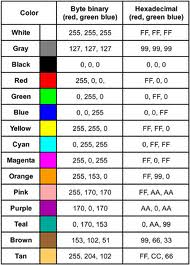 Color Byte binary (red, green blue) Hexadecimal (red, green blue)
White 255, 255, 255 FF, FF, FF
Gray 127, 127, 127 99, 99, 99
Black 0, 0, 0 0, 0, 0
Red 255, 0, 0, FF, 0, 0
Green 0, 255, 0 0, FF, 0
Blue 0, 0, 255 0, 0, FF
Yellow 255, 255, 0 FF, FF, 0
Cyan 0, 255, 255 0, FF, FF
Magenta 255, 0, 255 FF, 0, FF
Orange 255, 153, 0 FF, 99, 0
Pink 255, 170, 170 FF, AA, AA
Purple 170, 0, 170 AA, 0, AA
Teal 0, 170, 153 0, AA, 99
Brown 153, 102, 51 99, 66, 33
Tan 255, 204, 102 FF, CC, 66